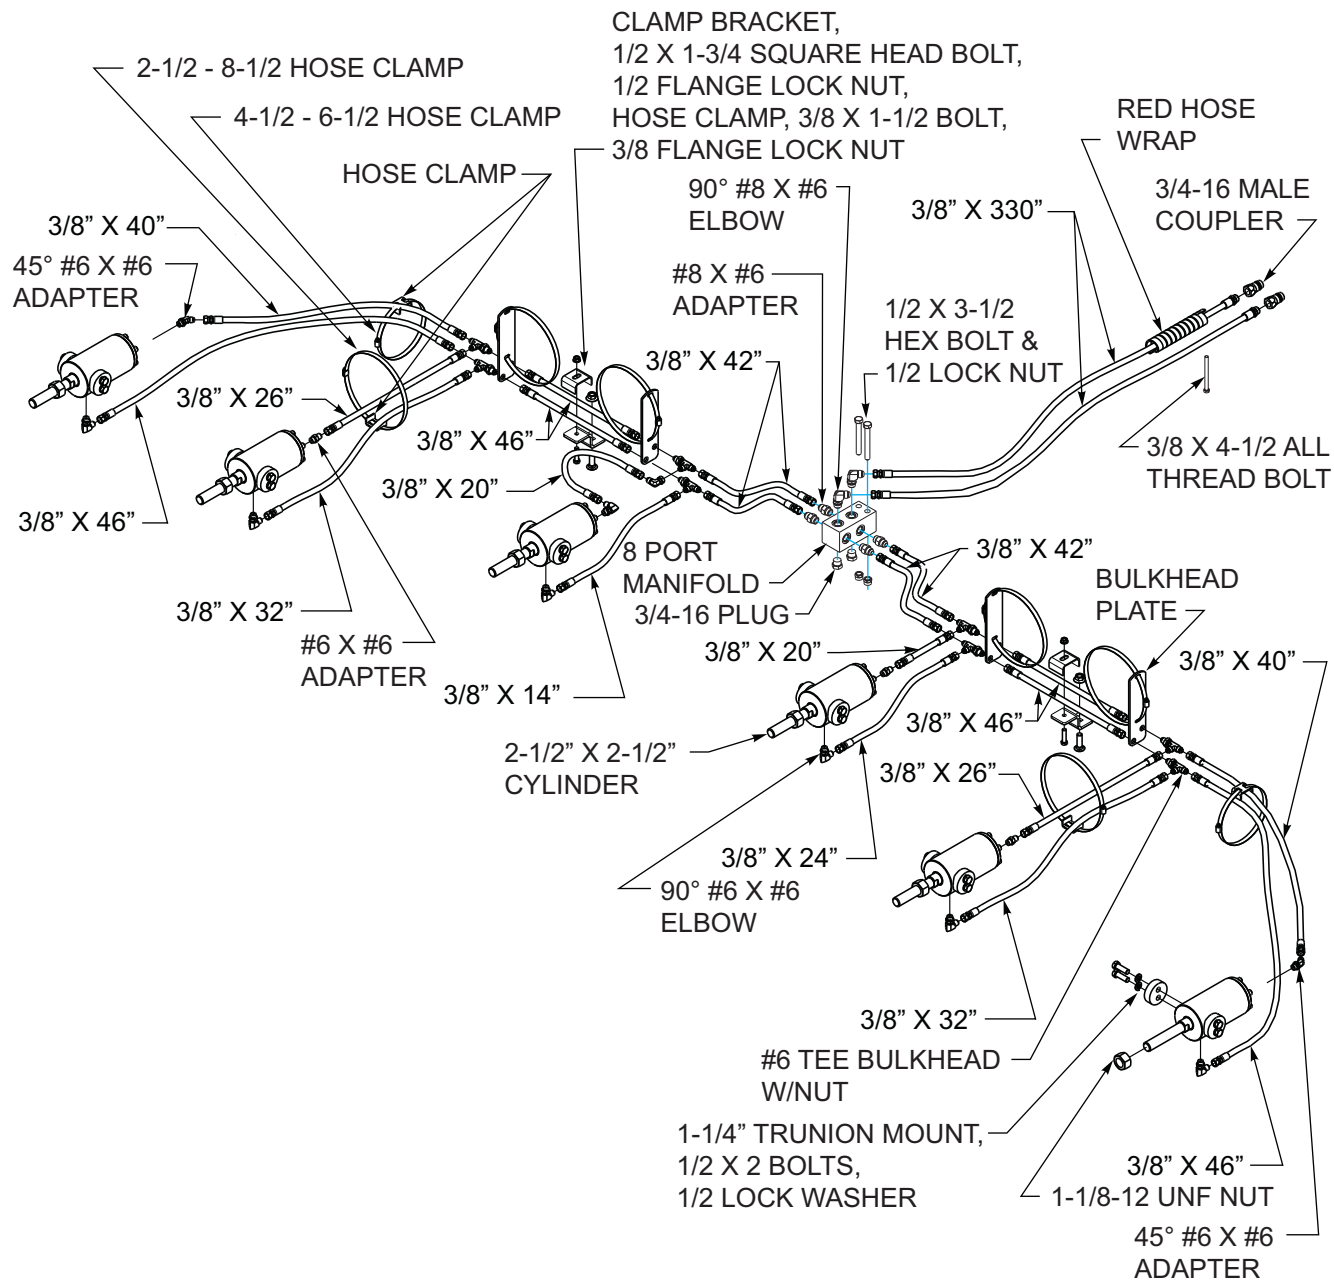 CLAMP BRACKET,
1/2 X 1-3/4 SQUARE HEAD BOLT,
1/2 FLANGE LOCK NUT,
HOSE CLAMP, 3/8 X 1-1/2 BOLT,
3/8 FLANGE LOCK NUT
2-1/2 - 8-1/2 HOSE CLAMP
4-1/2 - 6-1/2 HOSE CLAMP
HOSE CLAMP
RED HOSE
WRAP
90° #8 X #6
ELBOW
3/8” X 330”
3/4-16 MALE
COUPLER
3/8” X 40”
45° #6 X #6
ADAPTER
#8 X #6
ADAPTER
1/2 X 3-1/2
HEX BOLT &
1/2 LOCK NUT
3/8” X 42”
3/8” X 26”
3/8” X 46”
3/8 X 4-1/2 ALL
THREAD BOLT
3/8” X 20”
3/8” X 46”
8 PORT
MANIFOLD
3/8” X 42”
BULKHEAD
PLATE
3/8” X 32”
3/4-16 PLUG
#6 X #6
ADAPTER
3/8” X 20”
3/8” X 40”
3/8” X 14”
3/8” X 46”
2-1/2” X 2-1/2”
CYLINDER
3/8” X 26”
3/8” X 24”
90° #6 X #6
ELBOW
3/8” X 32”
#6 TEE BULKHEAD
W/NUT
1-1/4” TRUNION MOUNT,
1/2 X 2 BOLTS,
1/2 LOCK WASHER
3/8” X 46”
1-1/8-12 UNF NUT
45° #6 X #6
ADAPTER